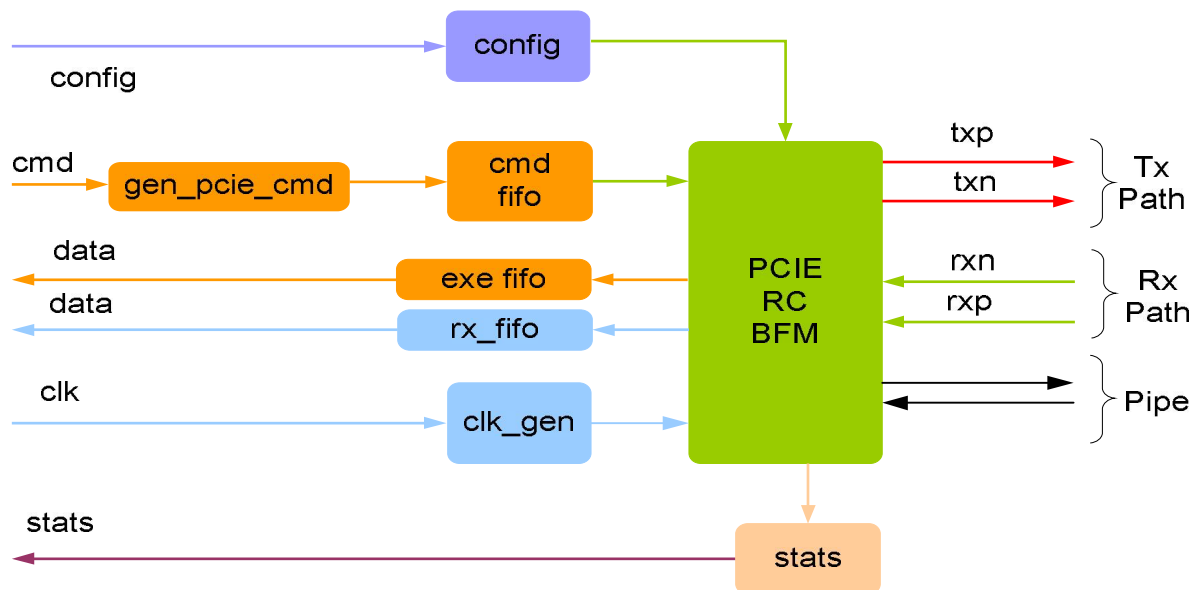 config
config
cmd
gen_pcie_cmd
cmd
fifo
data
exe fifo
data
rx_fifo
clk
clk_gen
stats
stats
PCIE
RC
BFM
txp
txn
Tx
Path
rxn
rxp
Rx
Path
Pipe